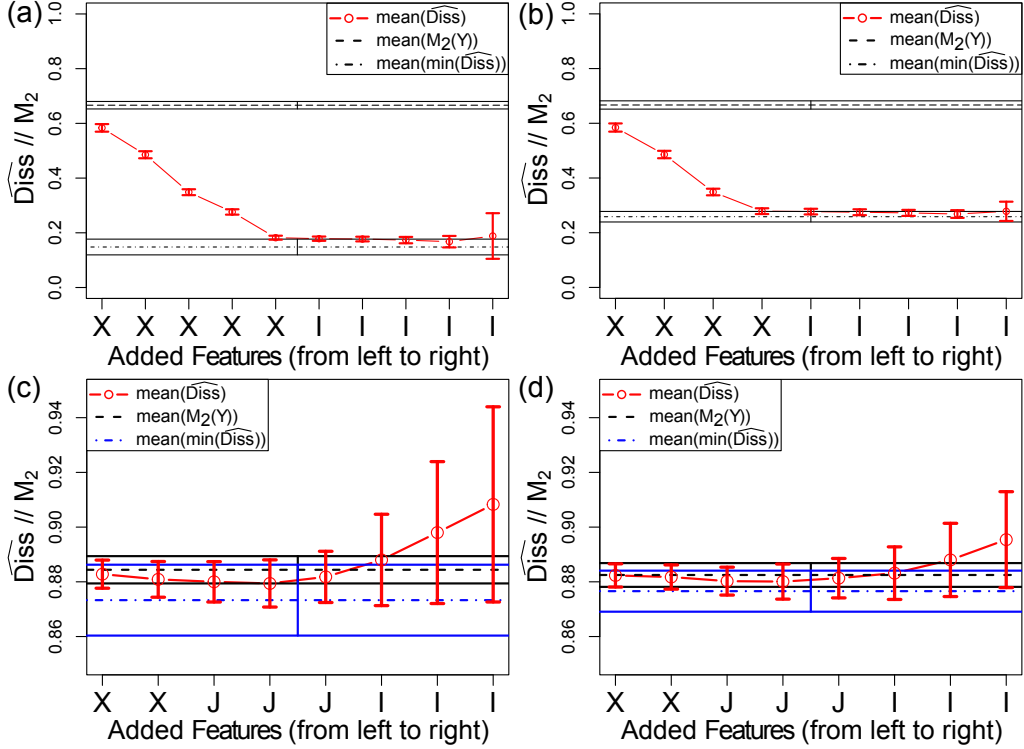 (a)
mean(Diss)
mean(M₂(Y))
mean(min(Diss))
Diss // M₂
1.0
0.8
0.6
0.4
0.2
0.0
X X X X X I I I I I
Added Features (from left to right)
(b)
mean(Diss)
mean(M₂(Y))
mean(min(Diss))
Diss // M₂
1.0
0.8
0.6
0.4
0.2
0.0
X X X X I I I I I
Added Features (from left to right)
(c)
mean(Diss)
mean(M₂(Y))
mean(min(Diss))
Diss // M₂
0.94
0.92
0.90
0.88
0.86
X X J J J I I I
Added Features (from left to right)
(d)
mean(Diss)
mean(M₂(Y))
mean(min(Diss))
Diss // M₂
0.94
0.92
0.90
0.88
0.86
X X J J J I I I
Added Features (from left to right)